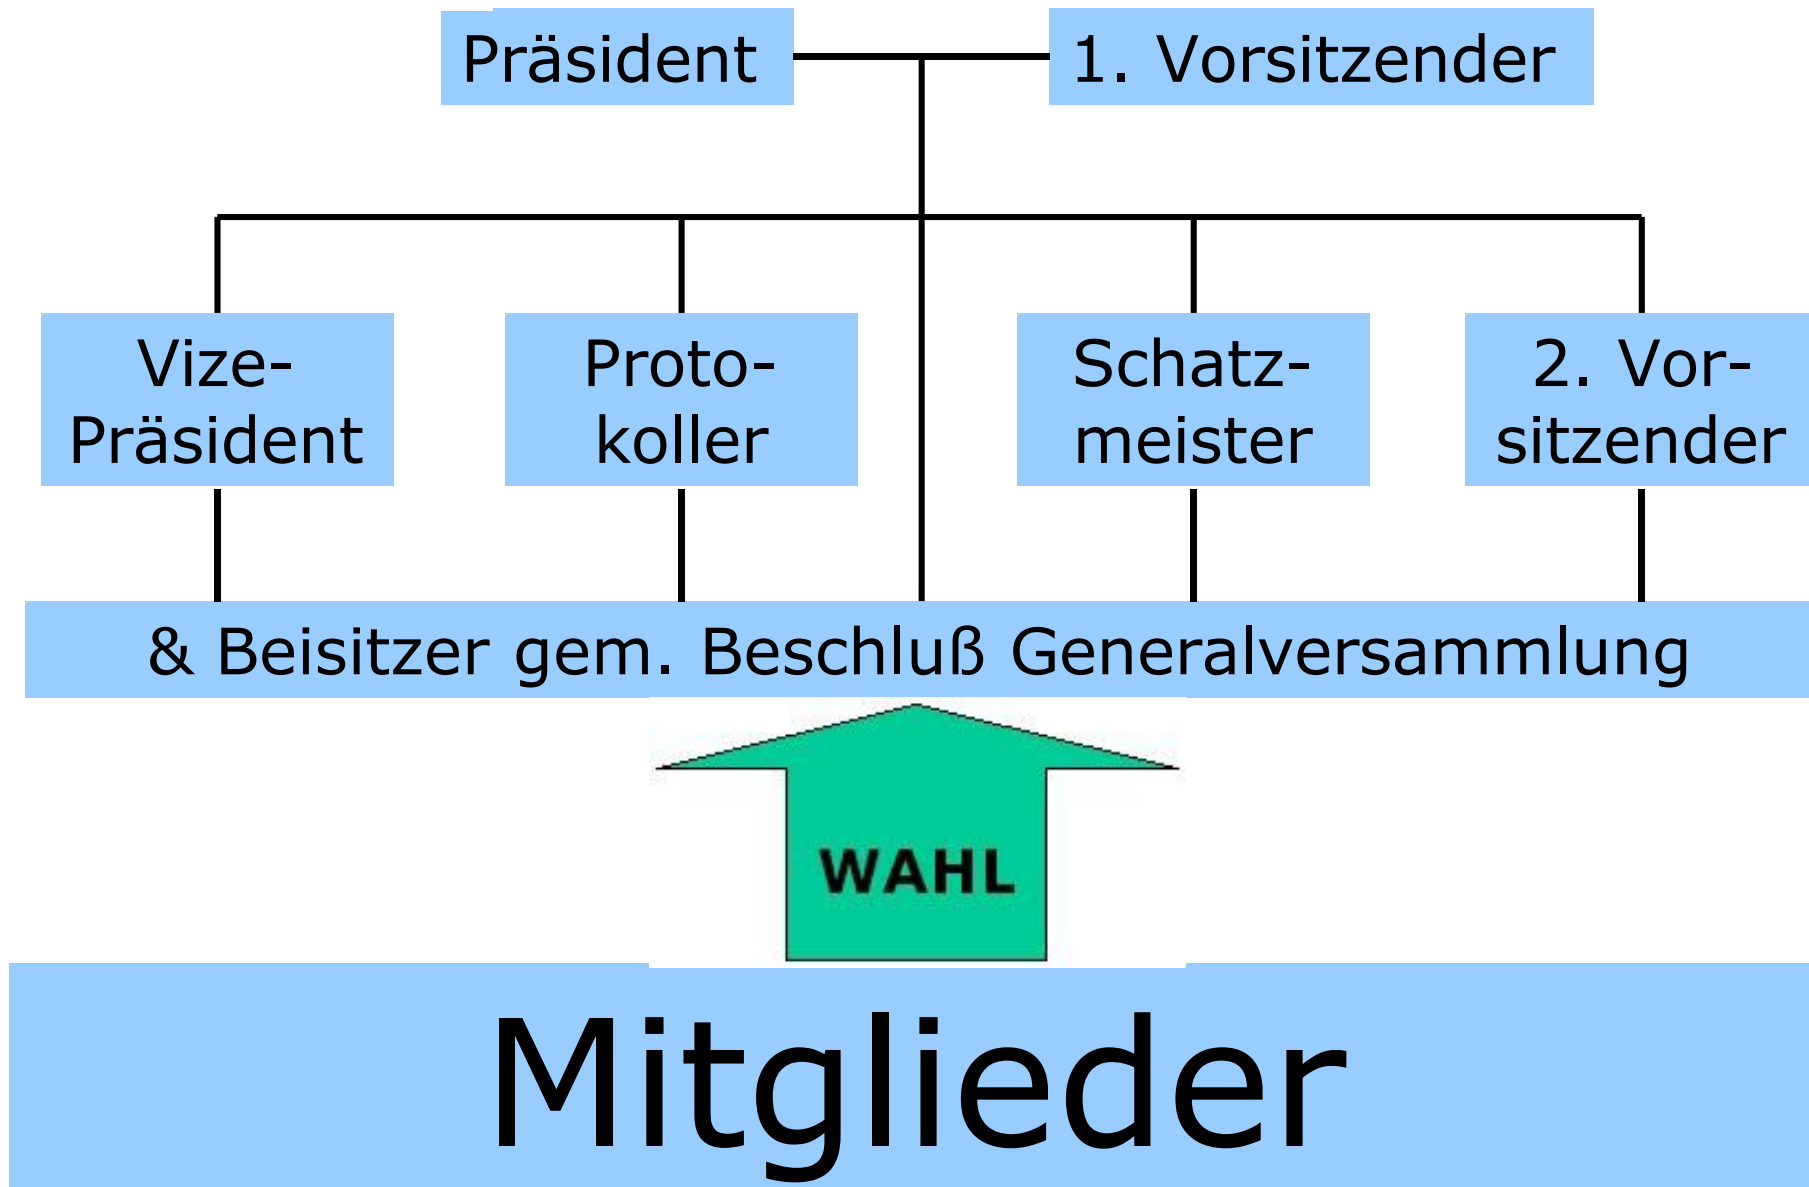 Präsident
1. Vorsitzender
Vize-
Präsident
Proto-
koller
Schatz-
meister
2. Vor-
sitzender
& Beisitzer gem. Beschluß Generalversammlung
WAHL
Mitglieder